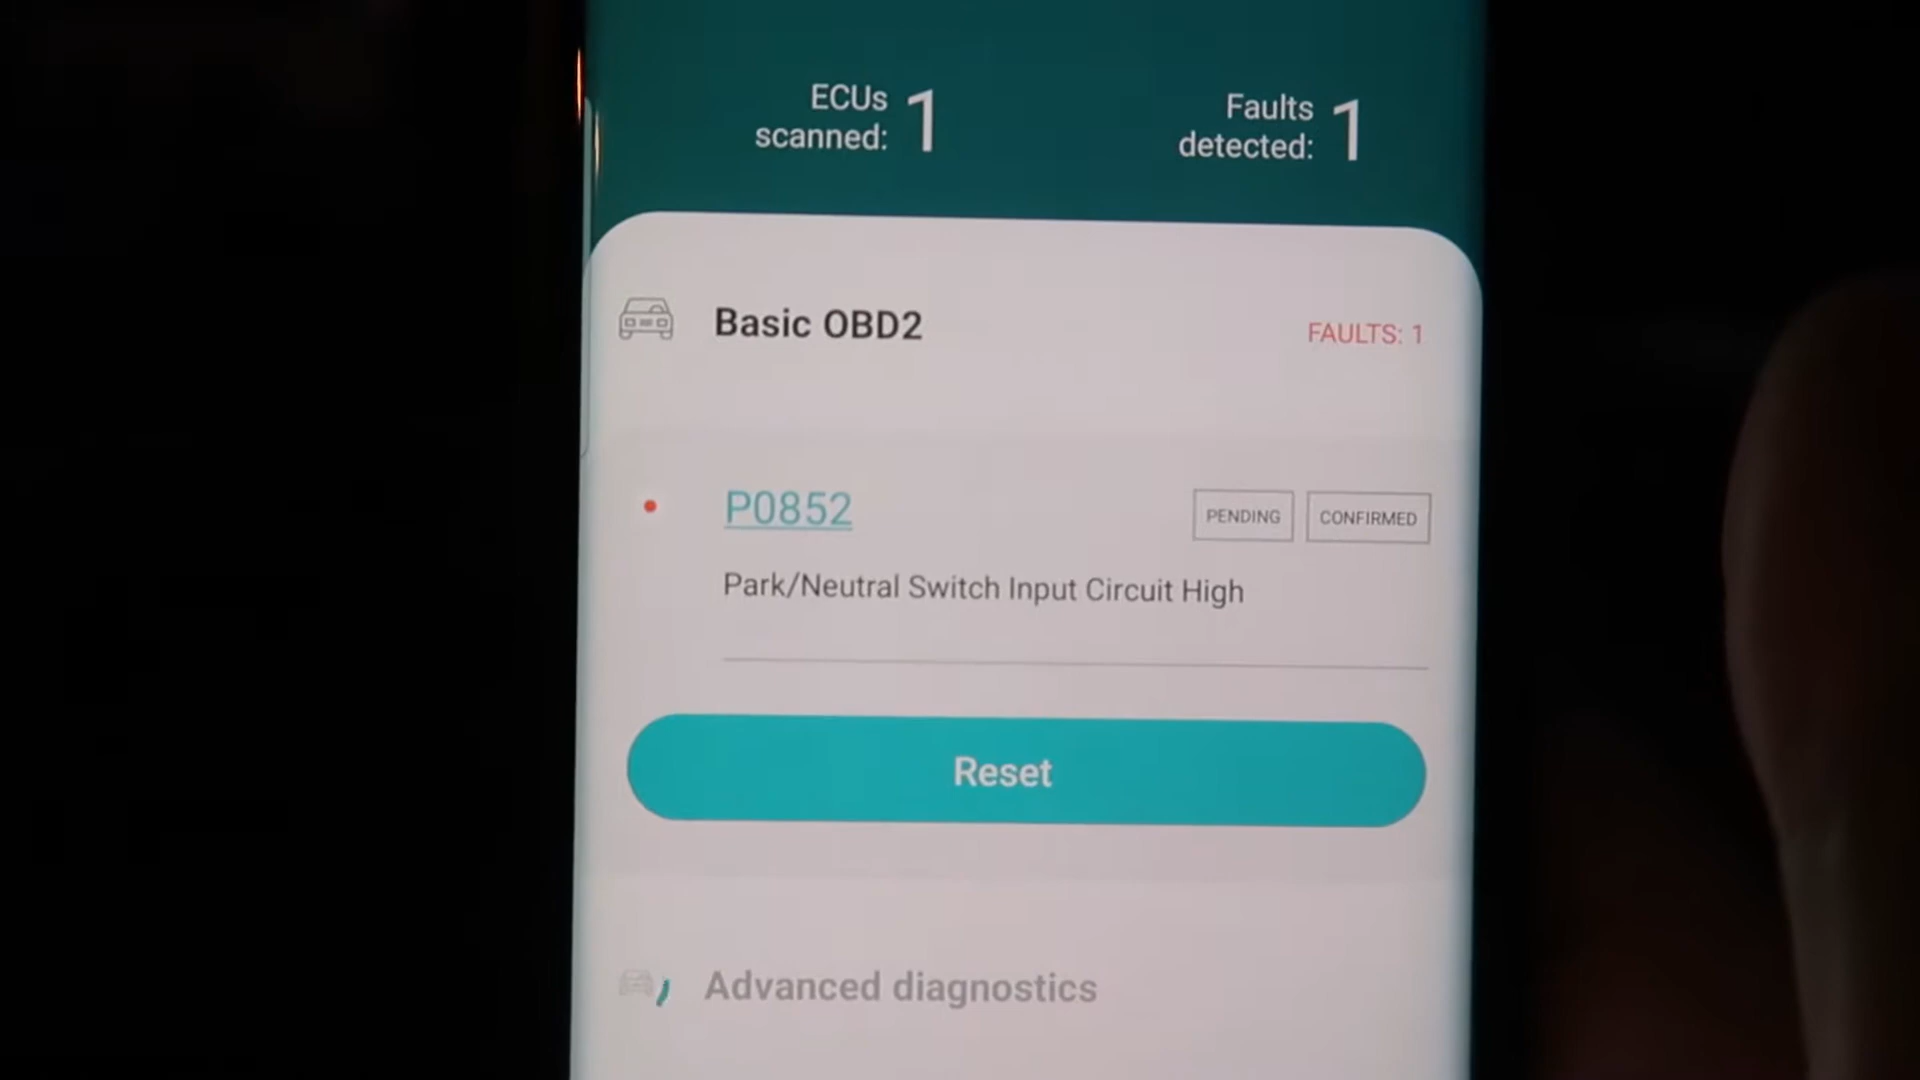 ECUs
scanned: 1
Faults
detected: 1
Basic OBD2
FAULTS: 1
P0852
PENDING
CONFIRMED
Park/Neutral Switch Input Circuit High
Reset
Advanced diagnostics